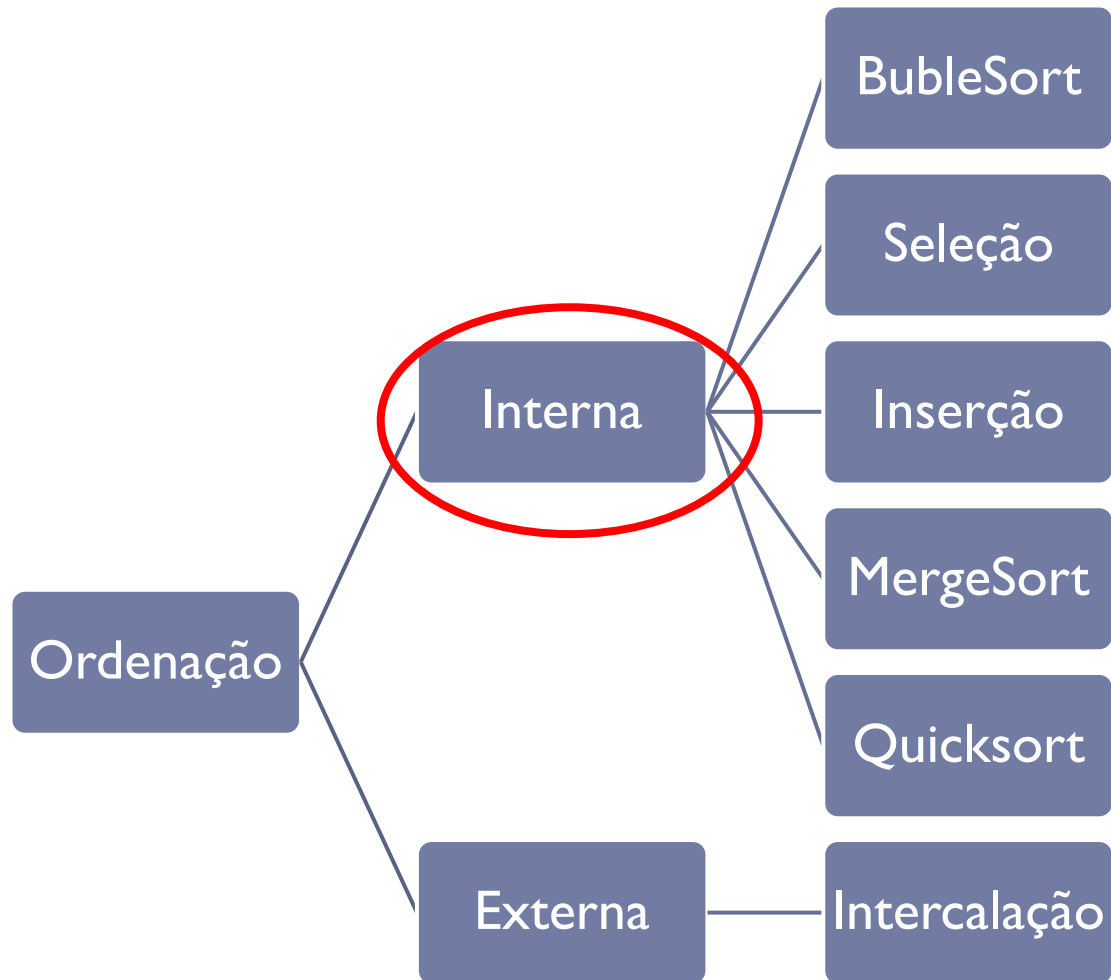 Ordenação
Interna
BubleSort
Seleção
Inserção
MergeSort
Quicksort
Externa
Intercalação